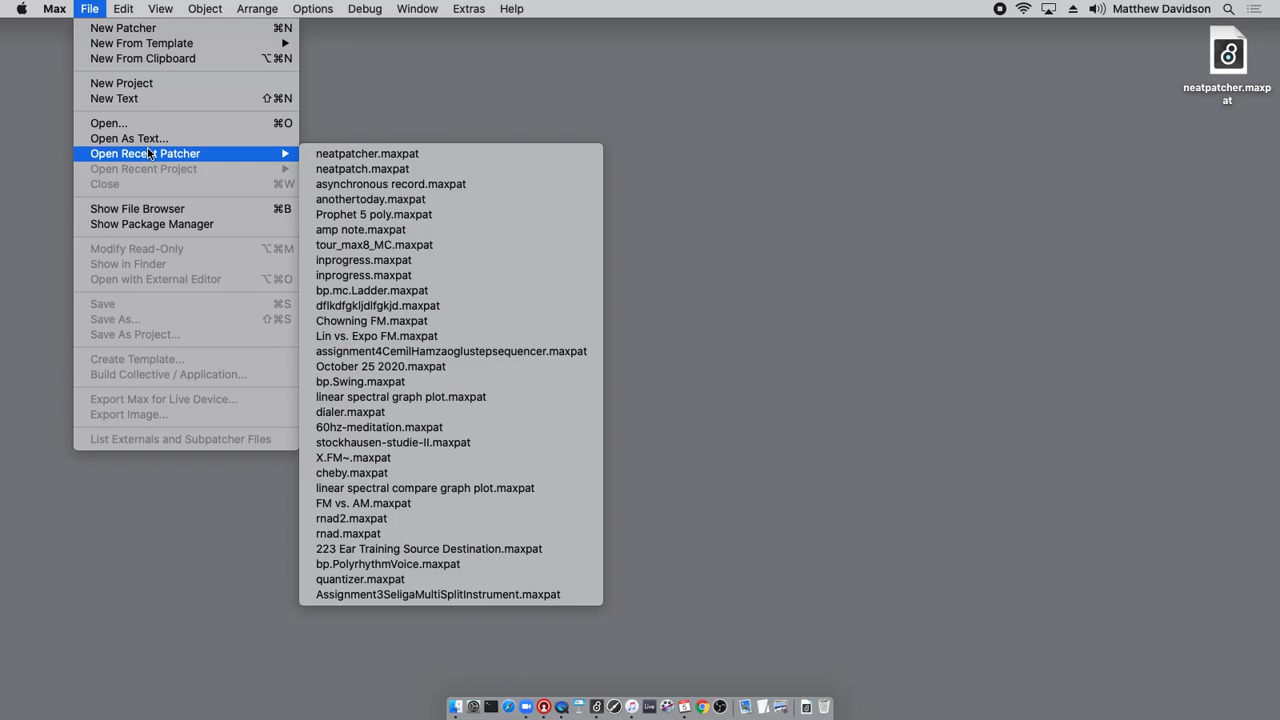 Max File Edit View Object Arrange Options Debug Window Extras Help Matthew Davidson
New Patcher ⌘N
New From Template
New From Clipboard ⌥⌘N
New Project
New Text ⇧⌘N
Open... ⌘O
Open As Text...
Open Recent Patcher
Open Recent Project
Close ⌘W
Show File Browser ⌘B
Show Package Manager
Modify Read-Only ⌥⌘M
Show in Finder
Open with External Editor ⌥⌘O
Save ⌘S
Save As... ⇧⌘S
Save As Project...
Create Template...
Build Collective / Application...
Export Max for Live Device...
Export Image...
List Externals and Subpatcher Files
neatpatcher.maxpat
neatpatch.maxpat
asynchronous record.maxpat
anothertoday.maxpat
Prophet 5 poly.maxpat
amp note.maxpat
tour_max8_MC.maxpat
inprogress.maxpat
inprogress.maxpat
bp.mc.Ladder.maxpat
dflkdfgkljdlfgkjd.maxpat
Chowning FM.maxpat
Lin vs. Expo FM.maxpat
assignment4CemilHamzaoglustepsequencer.maxpat
October 25 2020.maxpat
bp.Swing.maxpat
linear spectral graph plot.maxpat
dialer.maxpat
60hz-meditation.maxpat
stockhausen-studie-II.maxpat
X.FM~.maxpat
cheby.maxpat
linear spectral compare graph plot.maxpat
FM vs. AM.maxpat
rnad2.maxpat
rnad.maxpat
223 Ear Training Source Destination.maxpat
bp.PolyrhythmVoice.maxpat
quantizer.maxpat
Assignment3SeligaMultiSplitInstrument.maxpat
neatpatcher.maxp
at
Live